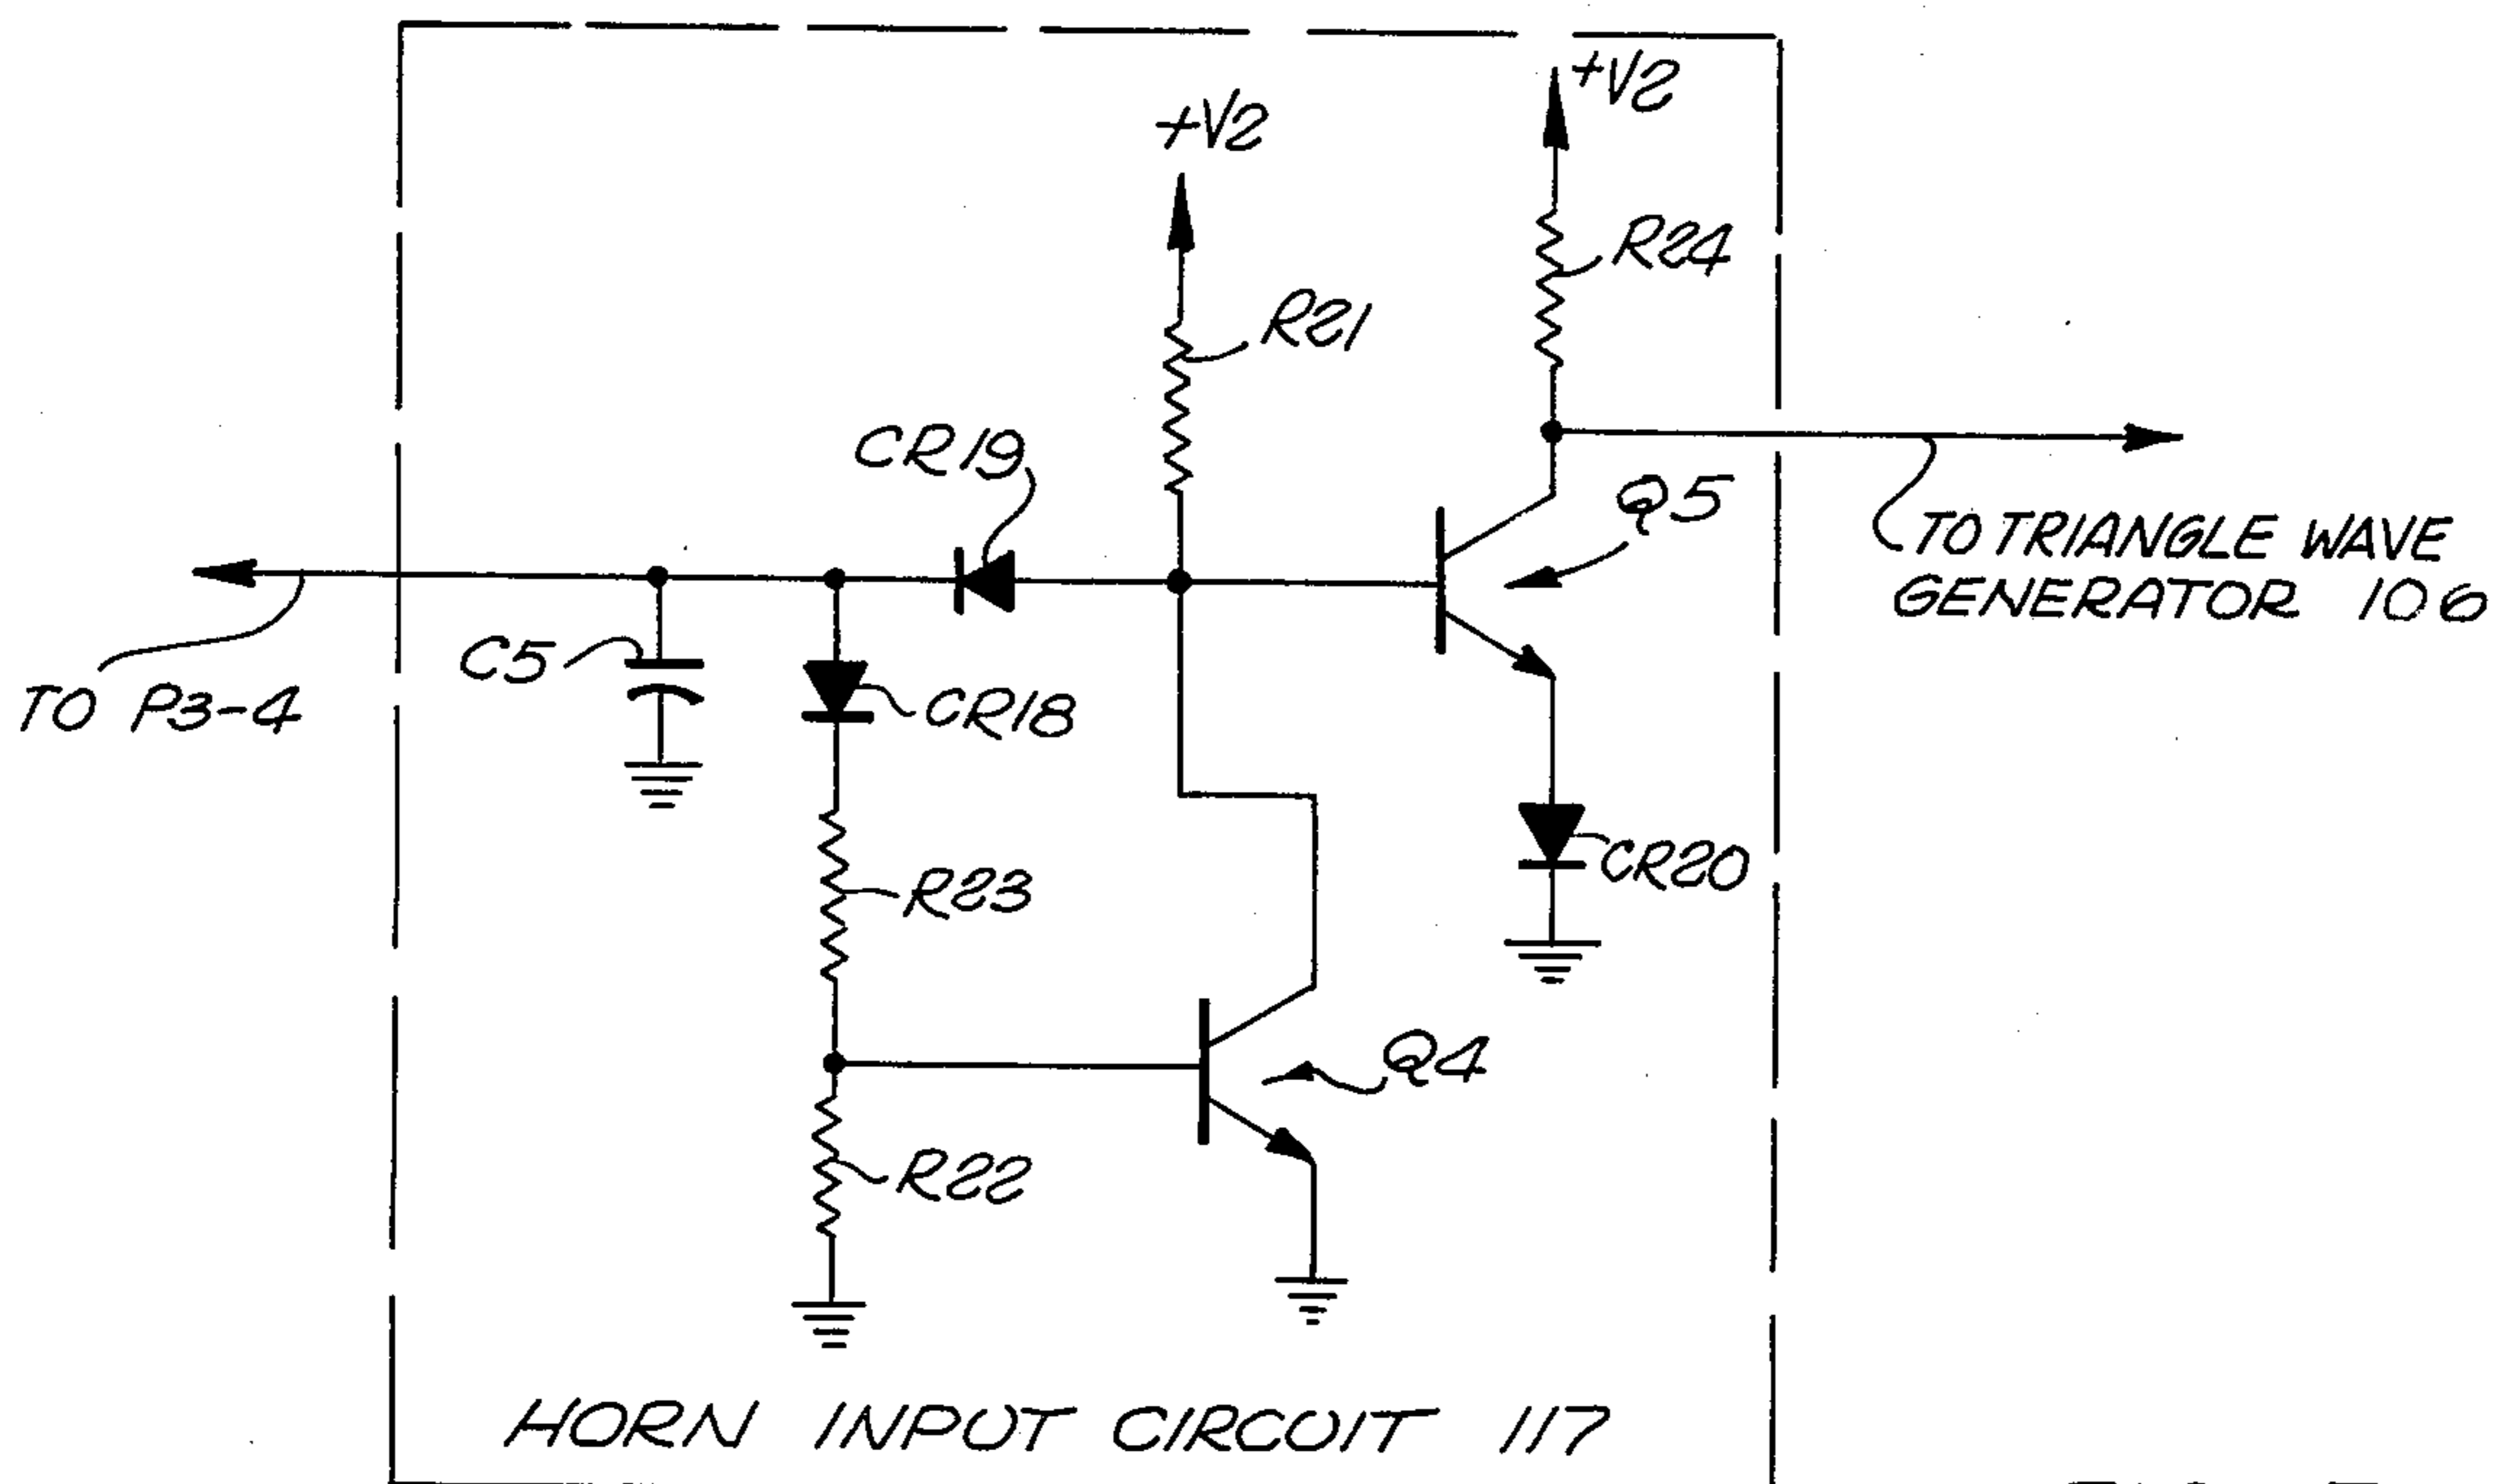 +V2
+V2
R24
R21
CR19
Q5
TO TRIANGLE WAVE
GENERATOR 106
C5
TO P3-4
CR18
CR20
R23
Q4
R22
HORN INPUT CIRCUIT 117